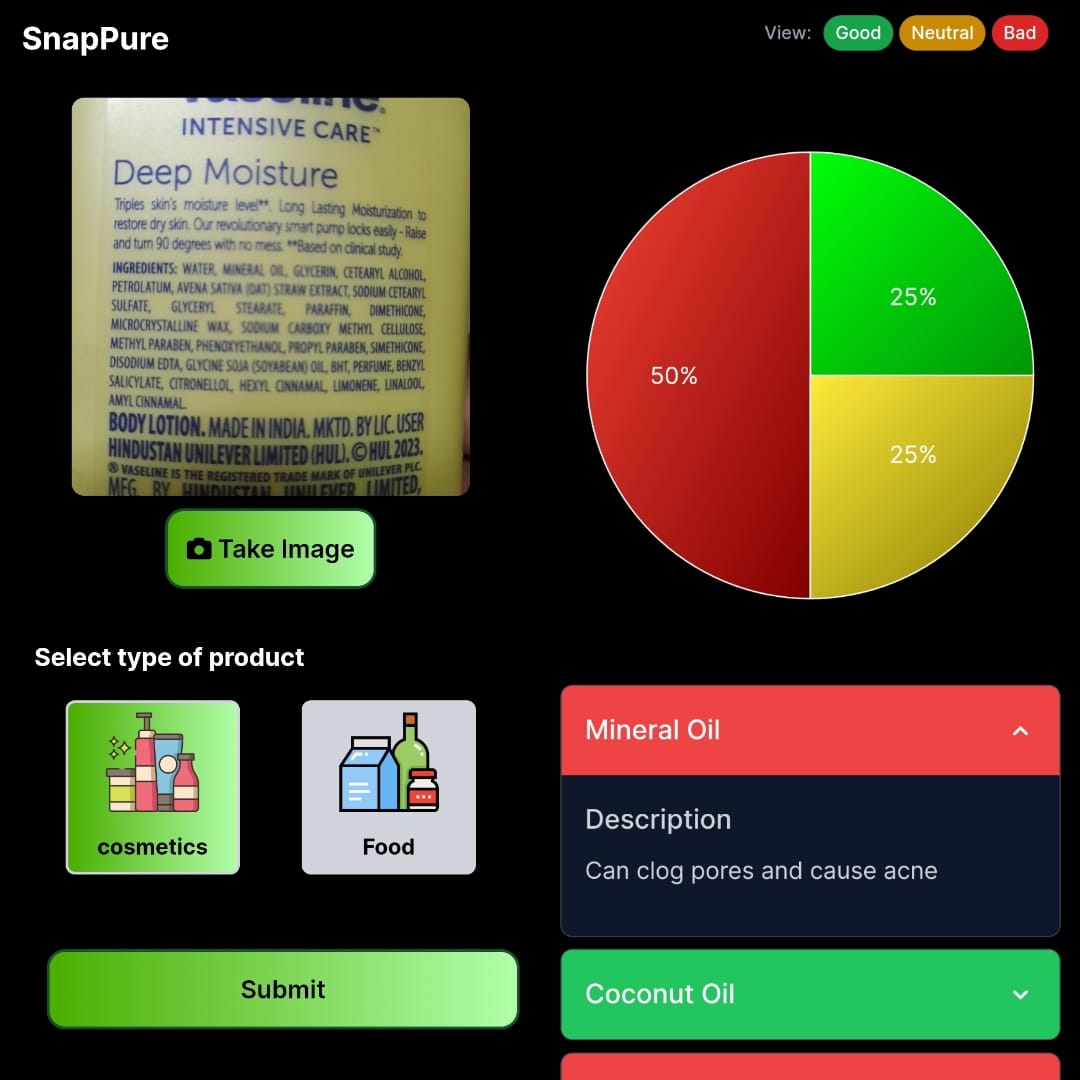 SnapPure
View: Good Neutral Bad
INTENSIVE CARE™
Deep Moisture
Triples skin's moisture level**. Long Lasting Moisturization to
restore dry skin. Our revolutionary smart pump locks easily - Raise
and turn 90 degrees with no mess. **Based on clinical study.
INGREDIENTS: WATER, MINERAL OIL, GLYCERIN, CETEARYL ALCOHOL,
PETROLATUM, AVENA SATIVA (OAT) STRAW EXTRACT, SODIUM CETEARYL
SULFATE, GLYCERYL STEARATE, PARAFFIN, DIMETHICONE,
MICROCRYSTALLINE WAX, SODIUM CARBOXY METHYL CELLULOSE,
METHYL PARABEN, PHENOXYETHANOL, PROPYL PARABEN, SIMETHICONE,
DISODIUM EDTA, GLYCINE SOJA (SOYABEAN) OIL, BHT, PERFUME, BENZYL
SALICYLATE, CITRONELLOL, HEXYL CINNAMAL, LIMONENE, LINALOOL,
AMYL CINNAMAL.
BODY LOTION. MADE IN INDIA. MKTD. BY LIC. USER
HINDUSTAN UNILEVER LIMITED (HUL). © HUL 2023.
® VASELINE IS THE REGISTERED TRADE MARK OF UNILEVER PLC.
MFG. BY HINDUSTAN UNILEVER LIMITED,
Take Image
25%
50%
25%
Select type of product
cosmetics
Food
Submit
Mineral Oil
Description
Can clog pores and cause acne
Coconut Oil